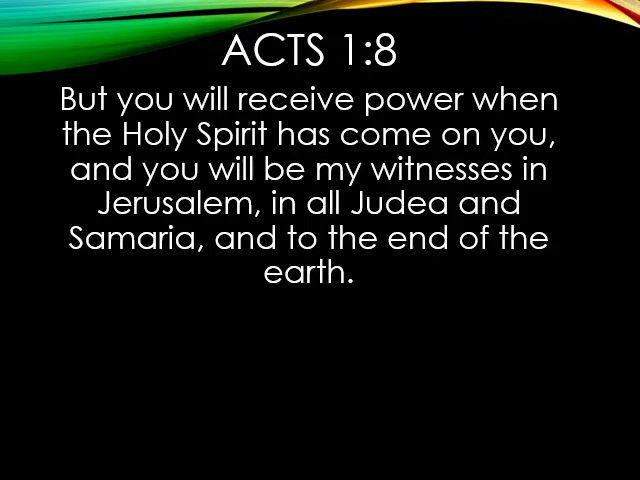 ACTS 1:8
But you will receive power when
the Holy Spirit has come on you,
and you will be my witnesses in
Jerusalem, in all Judea and
Samaria, and to the end of the
earth.